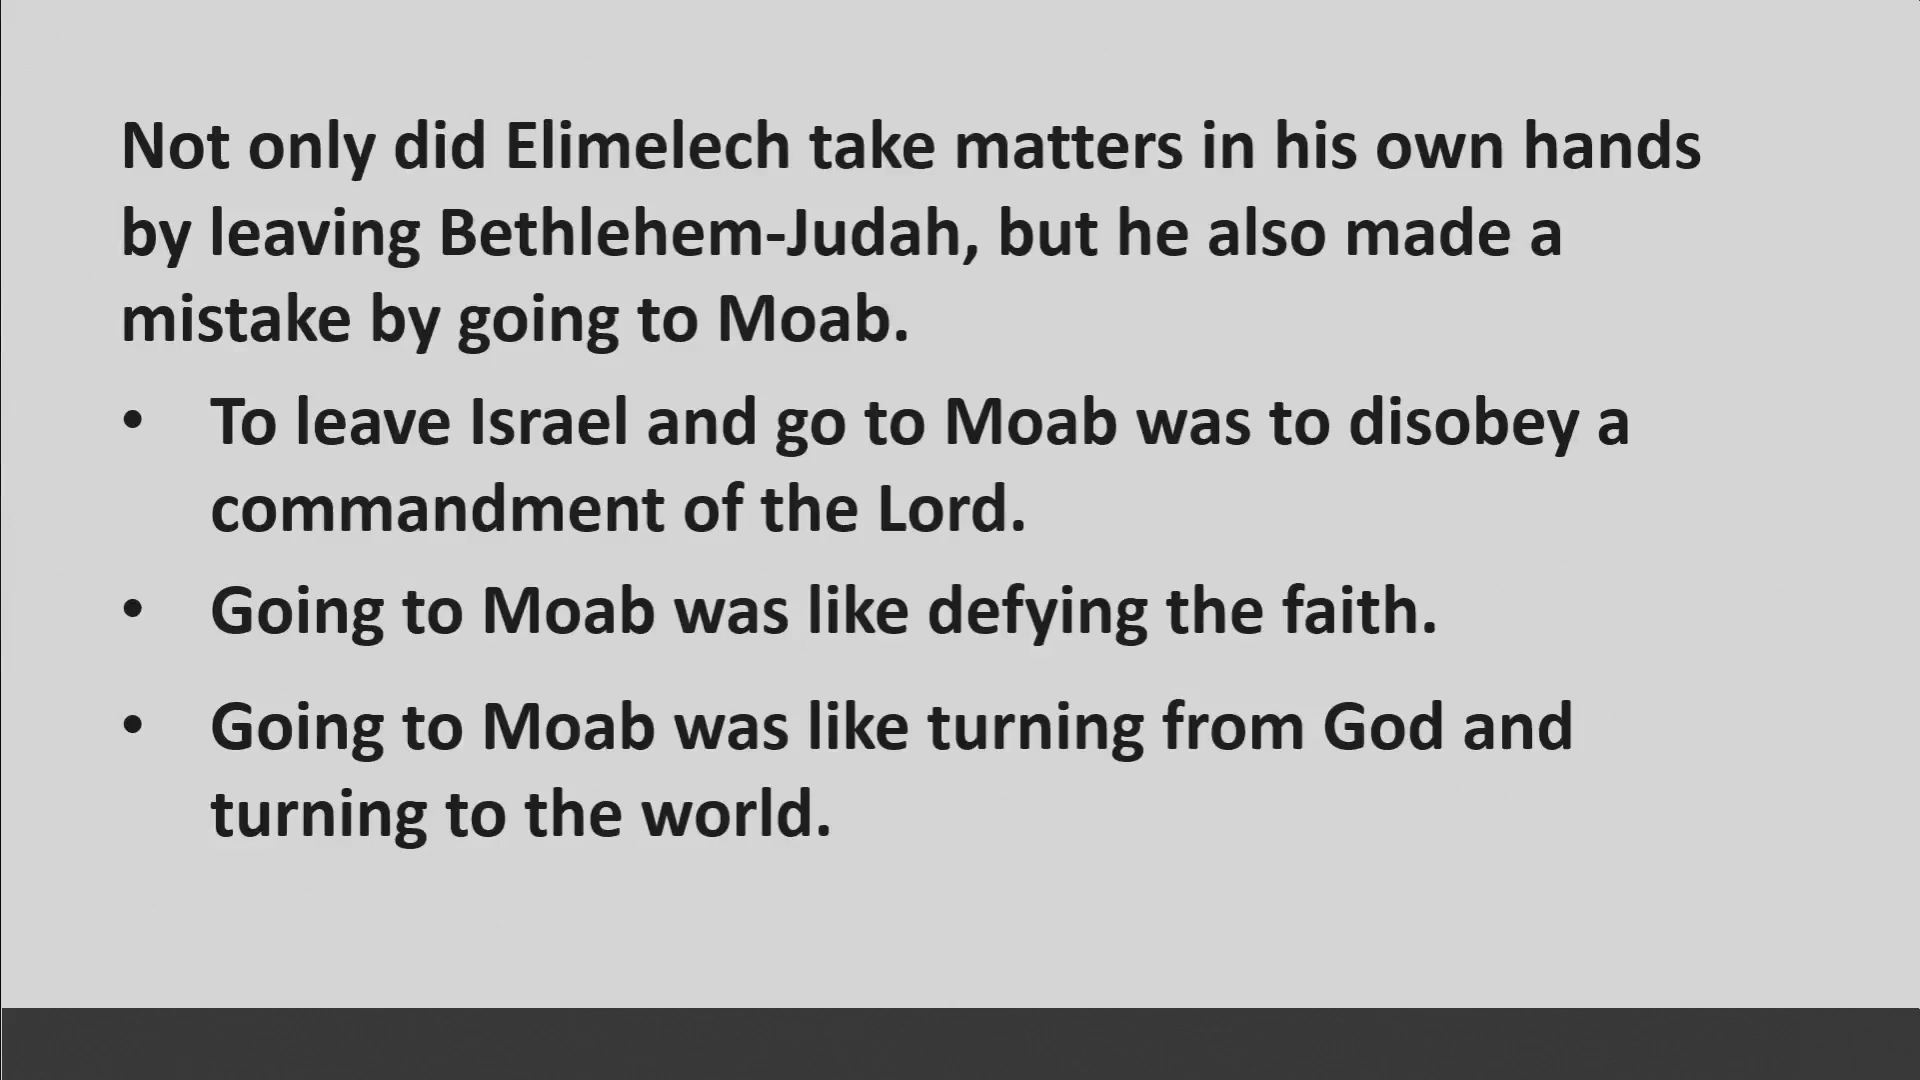 Not only did Elimelech take matters in his own hands
by leaving Bethlehem-Judah, but he also made a
mistake by going to Moab.
• To leave Israel and go to Moab was to disobey a
commandment of the Lord.
• Going to Moab was like defying the faith.
• Going to Moab was like turning from God and
turning to the world.